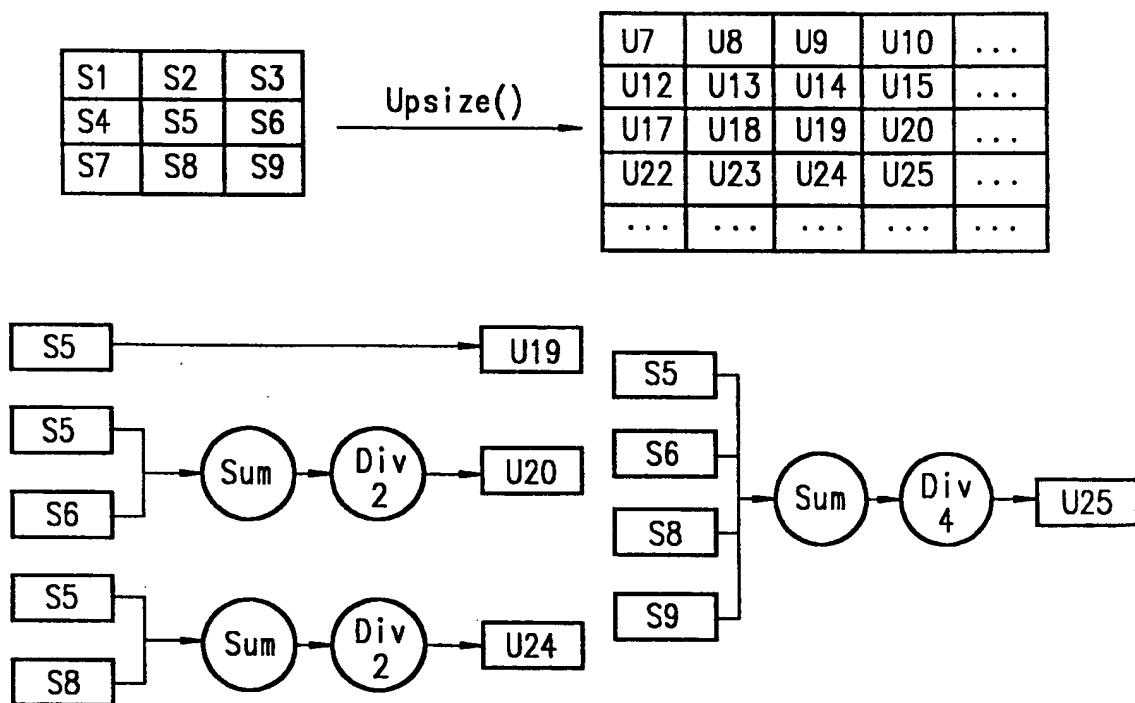 S1 S2 S3
S4 S5 S6
S7 S8 S9
Upsize()
U7 U8 U9 U10 ...
U12 U13 U14 U15 ...
U17 U18 U19 U20 ...
U22 U23 U24 U25 ...
... ... ... ... ...
S5 U19
S5
S6
Sum
Div
2
U20
S5
S8
Sum
Div
2
U24
S5
S6
S8
S9
Sum
Div
4
U25